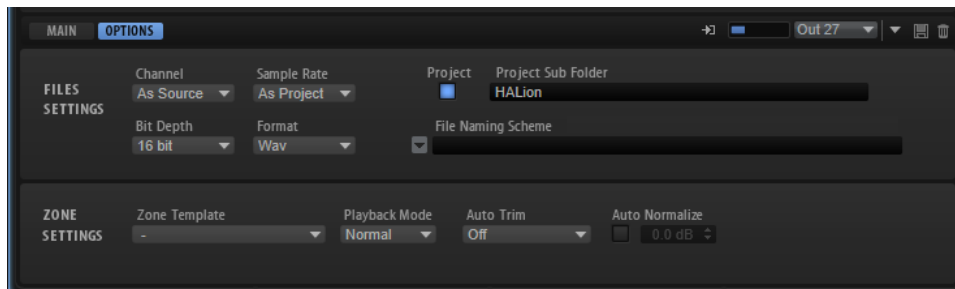 MAIN OPTIONS Out 27
Channel Sample Rate Project Project Sub Folder
FILES SETTINGS As Source As Project HALion
Bit Depth Format File Naming Scheme
16 bit Wav
ZONE SETTINGS Zone Template Playback Mode Auto Trim Auto Normalize
- Normal Off 0.0 dB